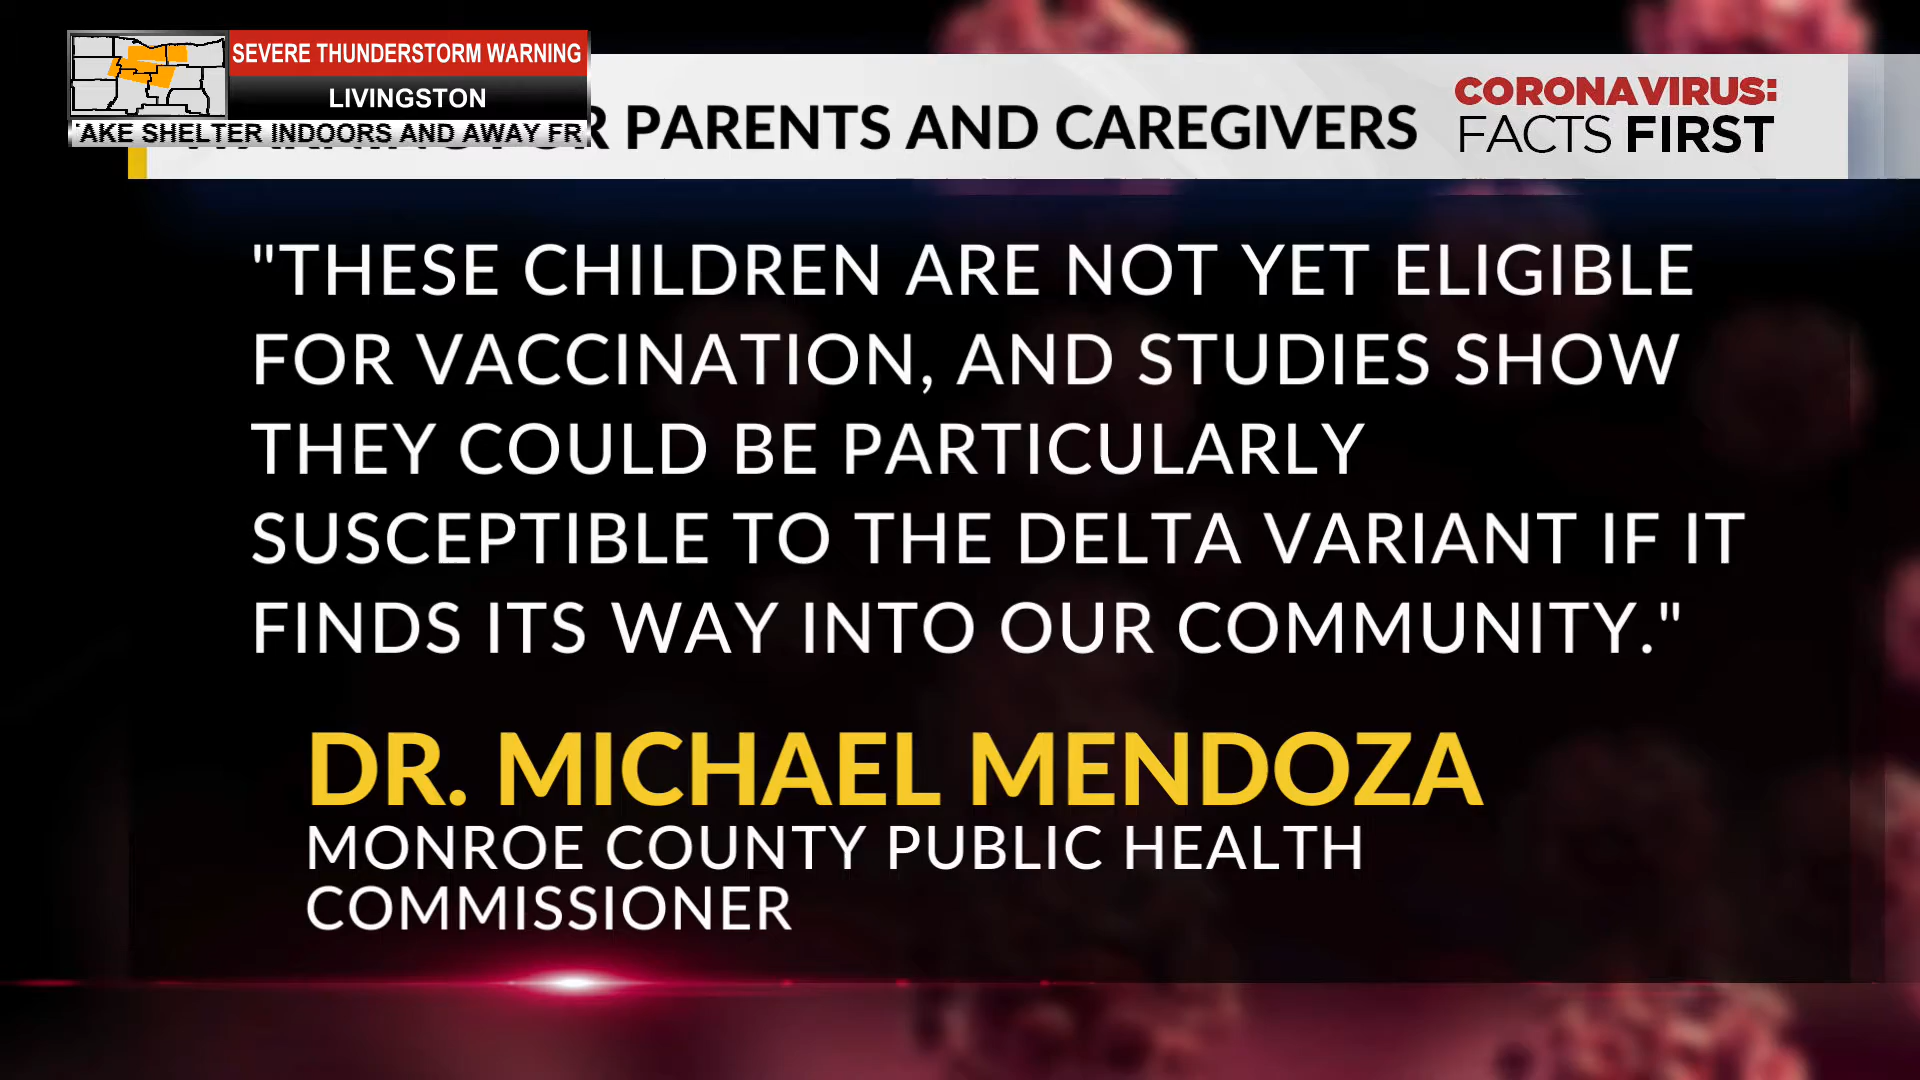 SEVERE THUNDERSTORM WARNING
LIVINGSTON
AKE SHELTER INDOORS AND AWAY FR
R PARENTS AND CAREGIVERS
CORONAVIRUS:
FACTS FIRST
"THESE CHILDREN ARE NOT YET ELIGIBLE
FOR VACCINATION, AND STUDIES SHOW
THEY COULD BE PARTICULARLY
SUSCEPTIBLE TO THE DELTA VARIANT IF IT
FINDS ITS WAY INTO OUR COMMUNITY."
DR. MICHAEL MENDOZA
MONROE COUNTY PUBLIC HEALTH
COMMISSIONER